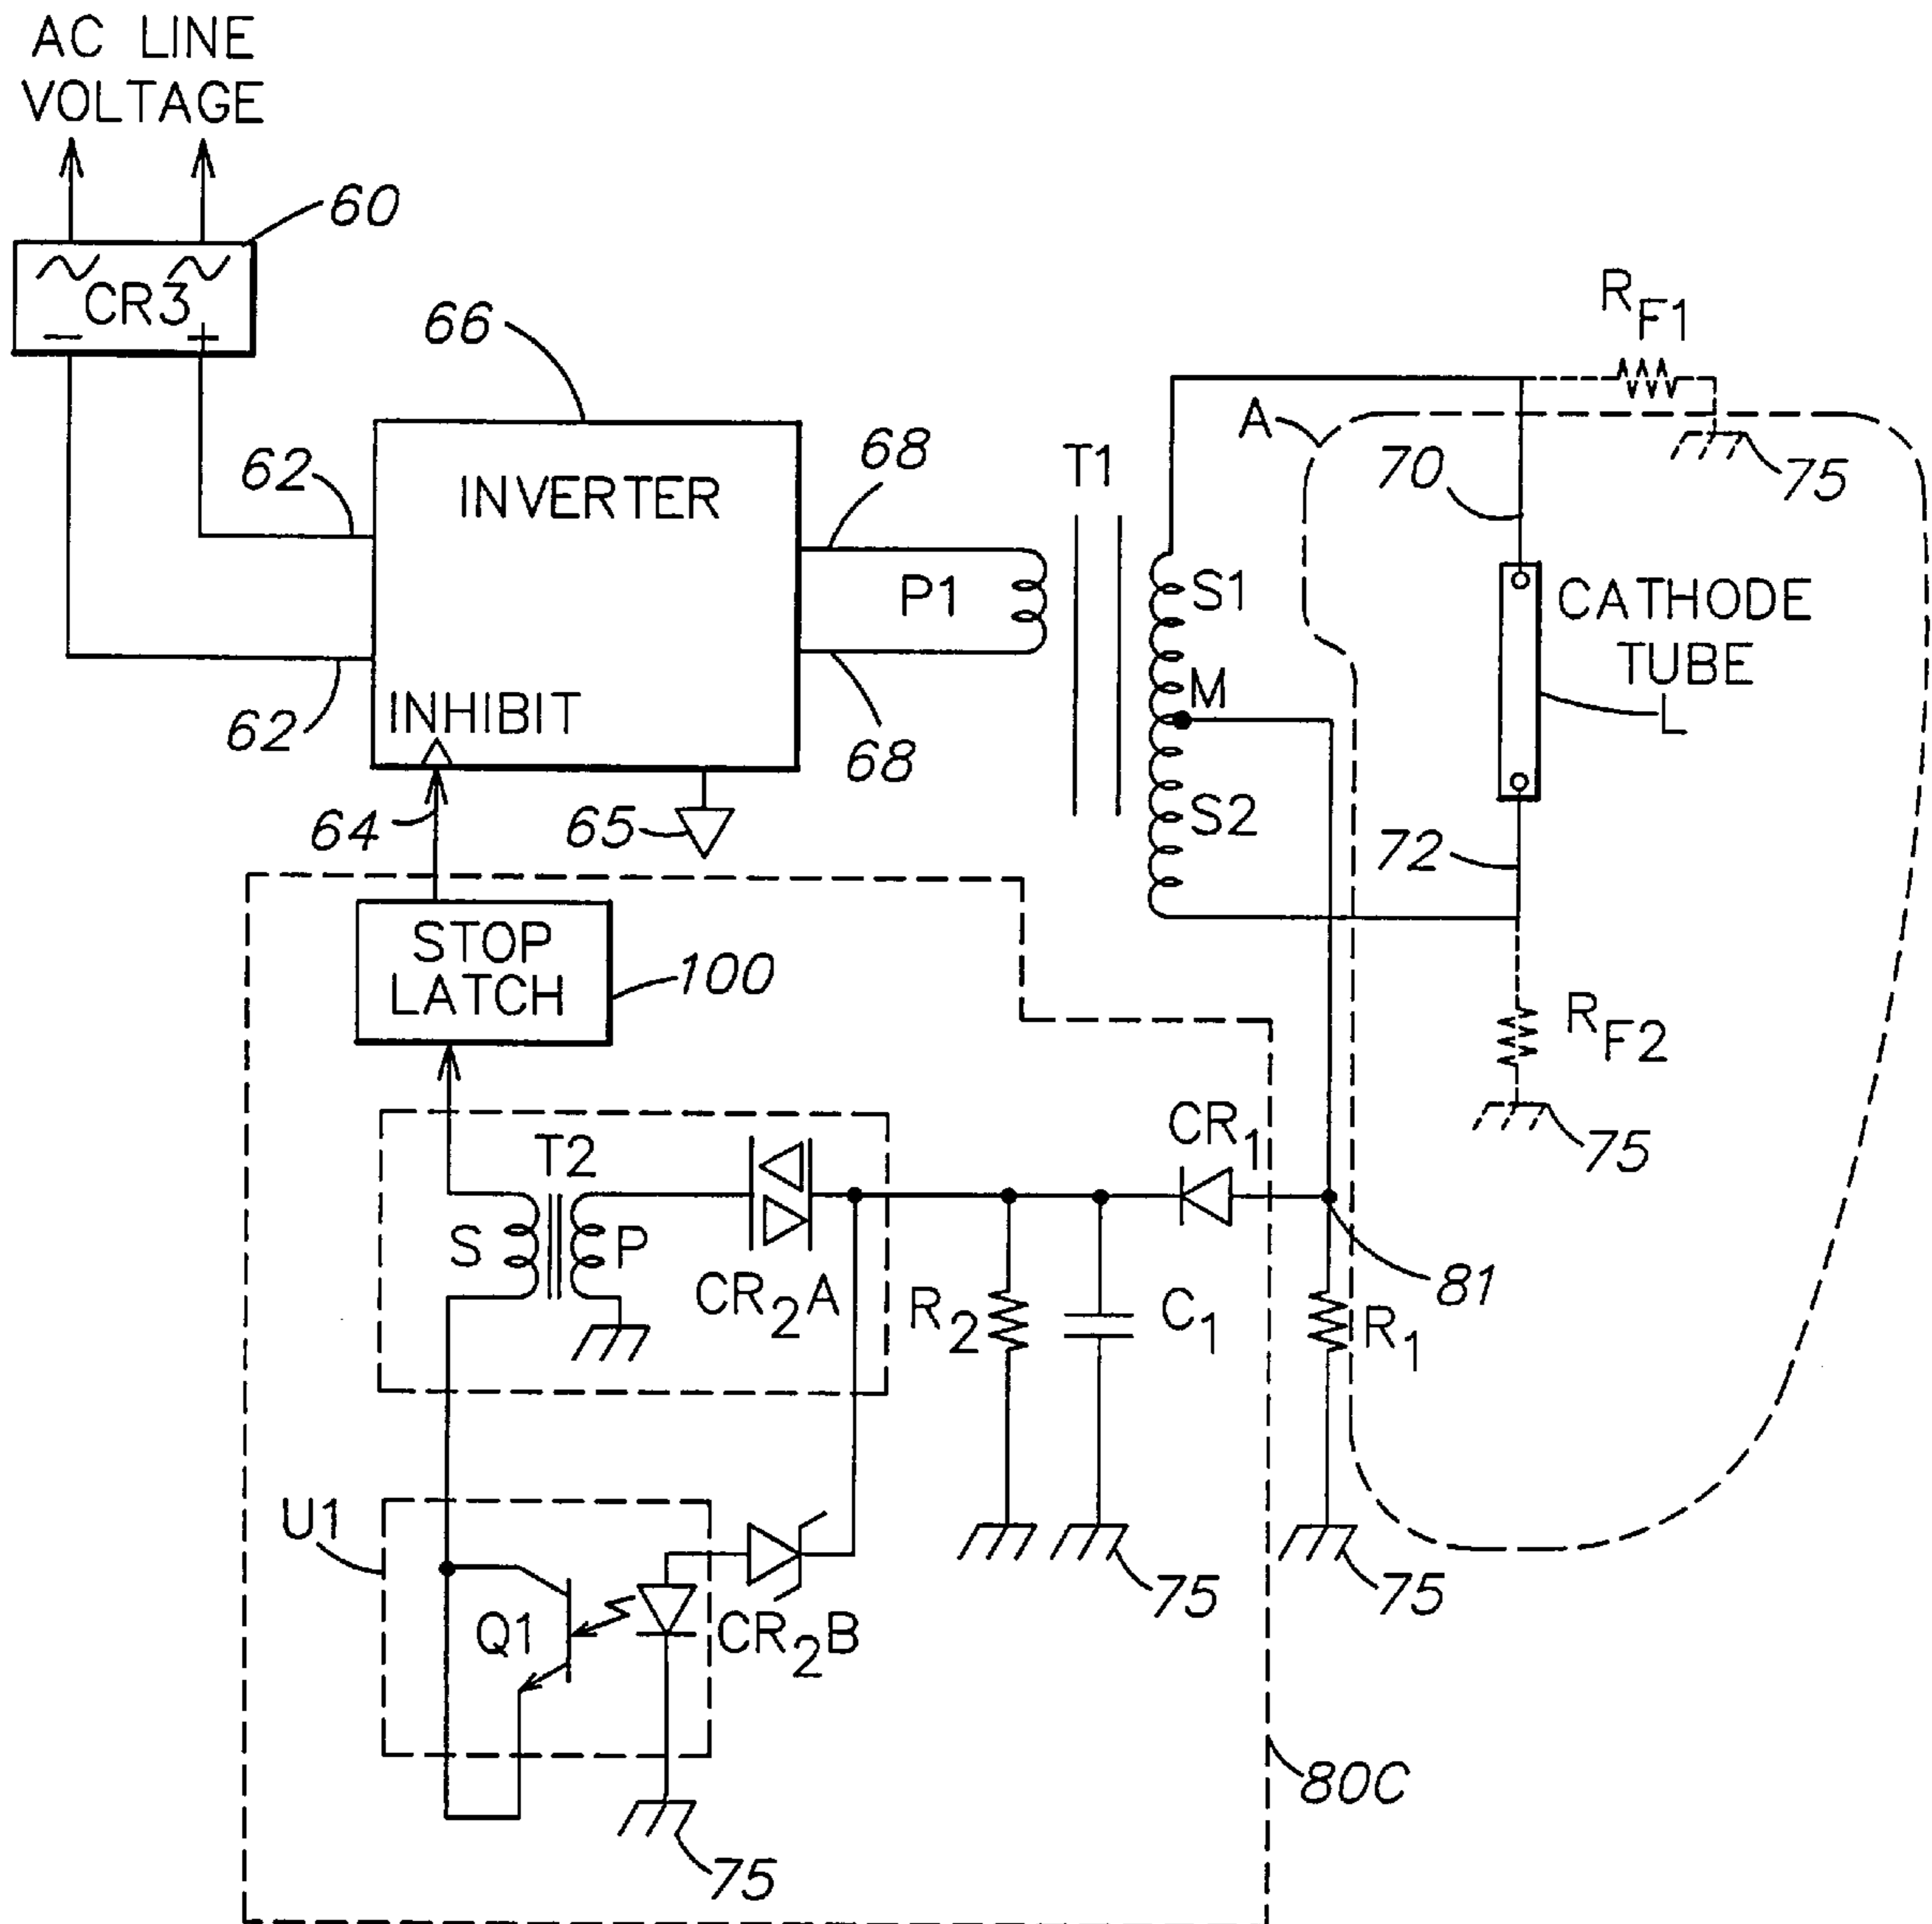 AC LINE
VOLTAGE
60
CR3
− +
66
R_F1
A
68
62
INVERTER
T1
70
75
P1
S1
CATHODE
TUBE
M
L
INHIBIT
62
68
64
65
S2
72
STOP
LATCH
100
R_F2
T2
CR₁
75
S
P
CR₂A
R₂
C₁
R₁
81
U1
Q1
CR₂B
75
75
80C
75